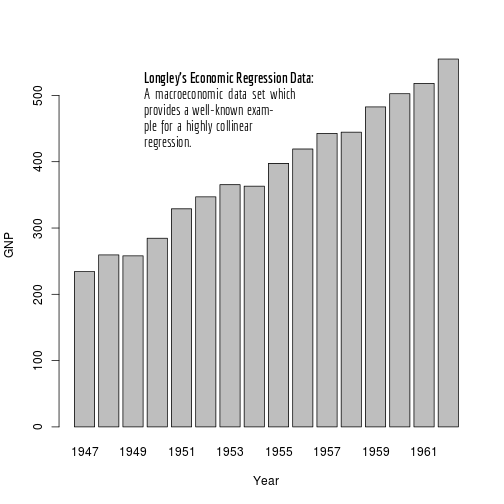 Longley's Economic Regression Data:
A macroeconomic data set which
provides a well-known exam-
ple for a highly collinear
regression.
500
400
300
200
100
0
GNP
1947 1949 1951 1953 1955 1957 1959 1961
Year